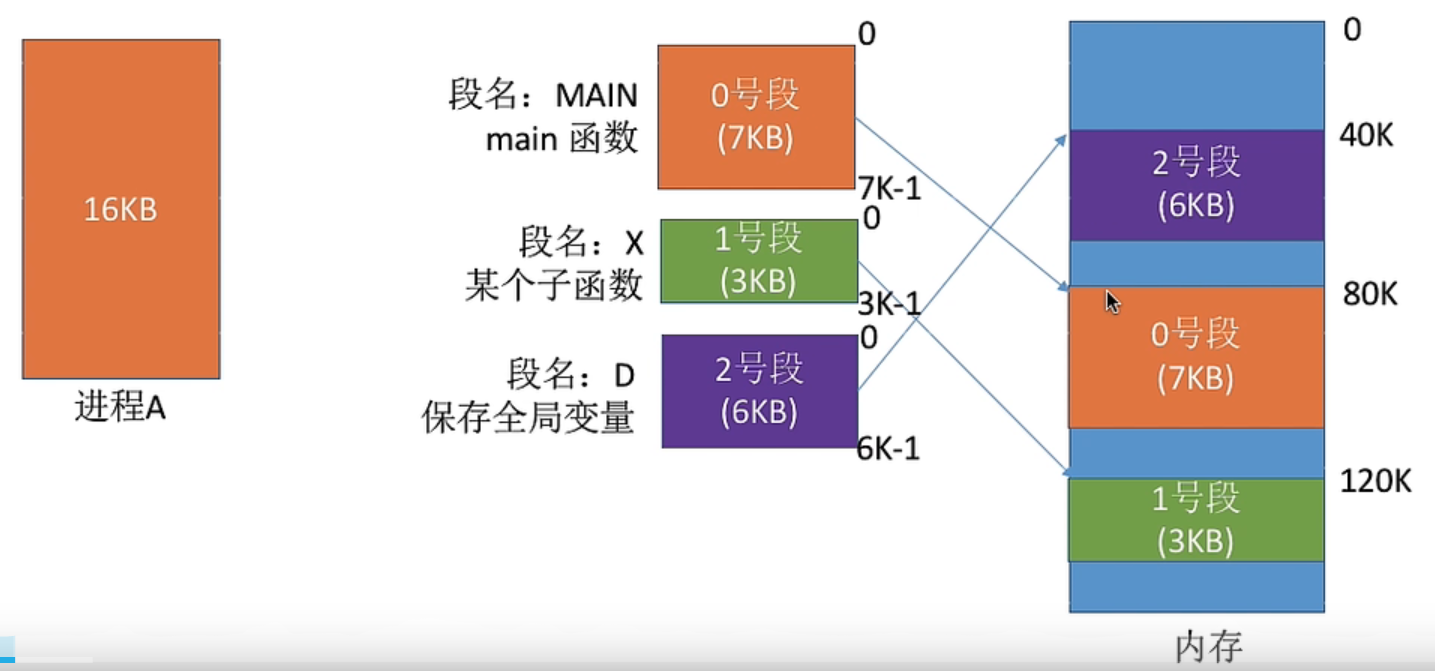 16KB
进程A
段名：MAIN
main 函数
0号段
(7KB)
0
7K-1
段名：X
某个子函数
1号段
(3KB)
0
3K-1
段名：D
保存全局变量
2号段
(6KB)
0
6K-1
0
40K
2号段
(6KB)
80K
0号段
(7KB)
120K
1号段
(3KB)
内存